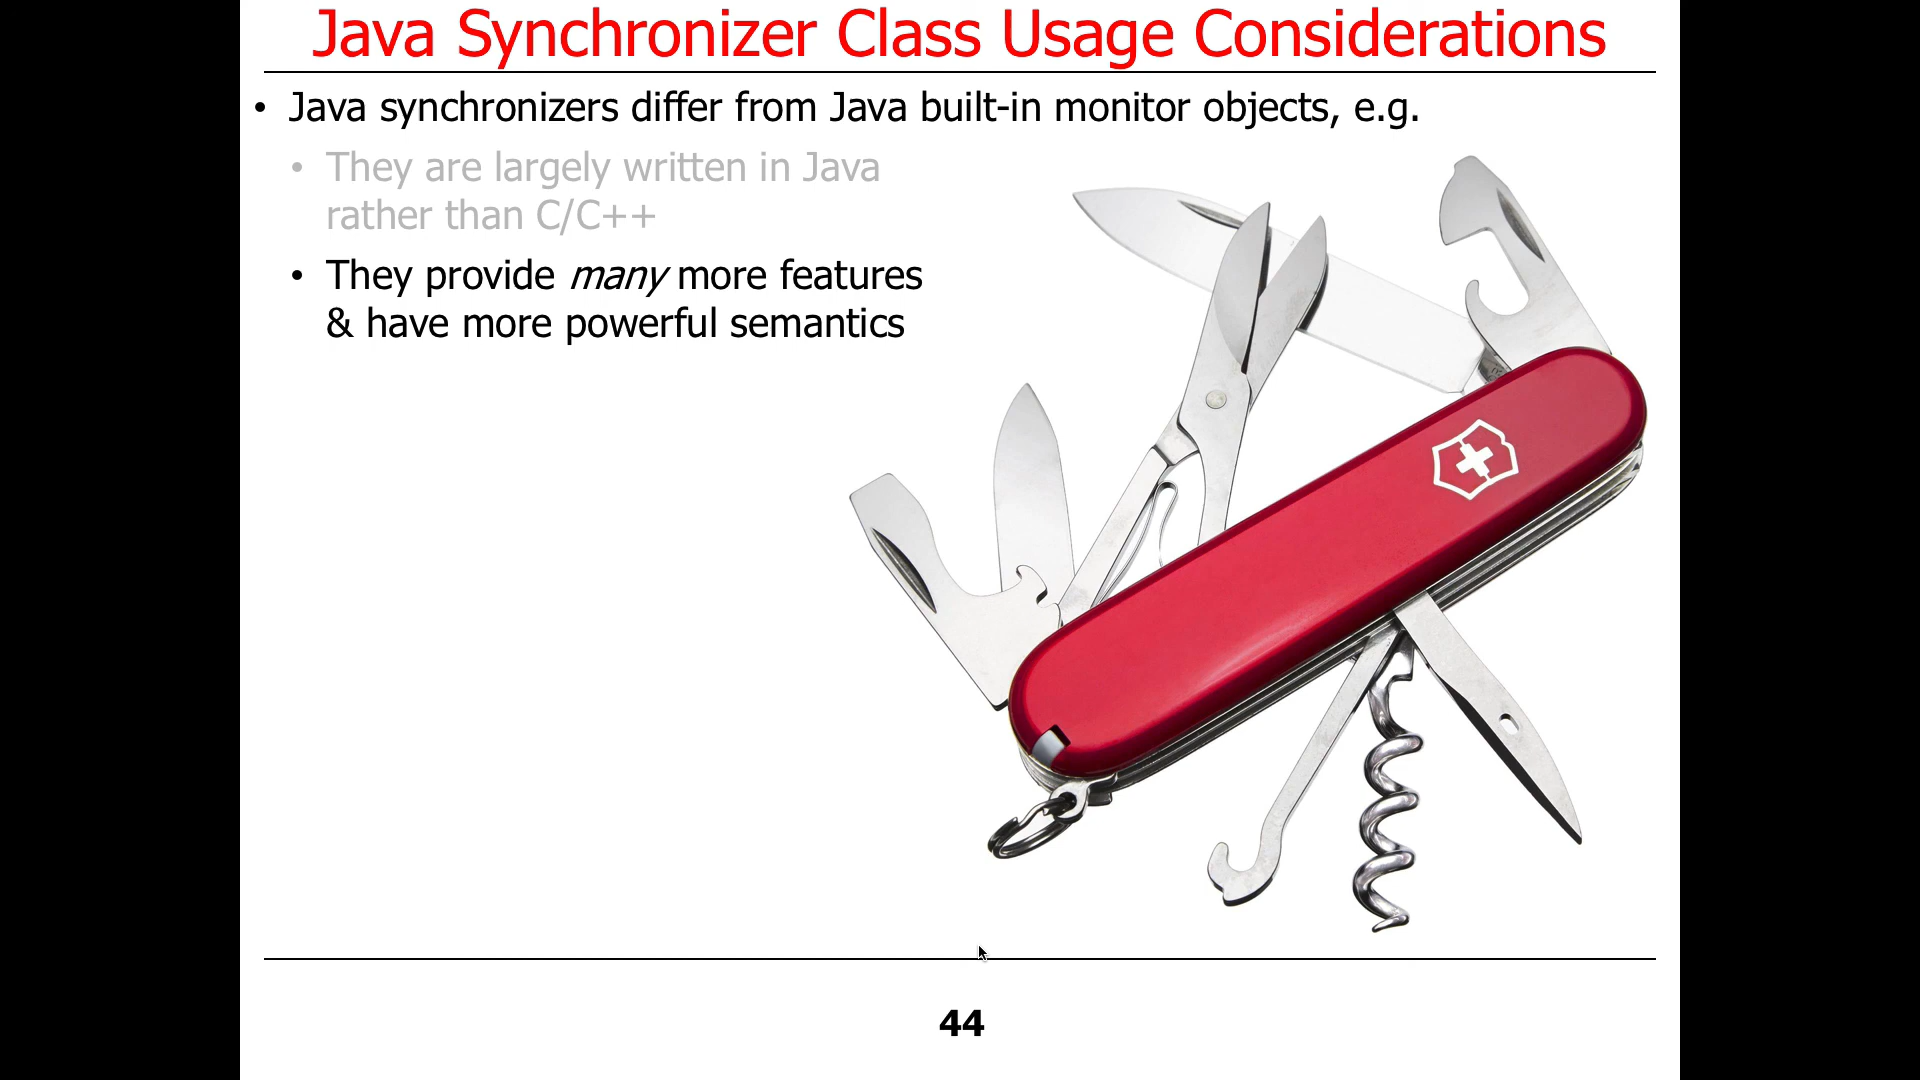 Java Synchronizer Class Usage Considerations
• Java synchronizers differ from Java built-in monitor objects, e.g.
• They are largely written in Java
rather than C/C++
• They provide many more features
& have more powerful semantics
44